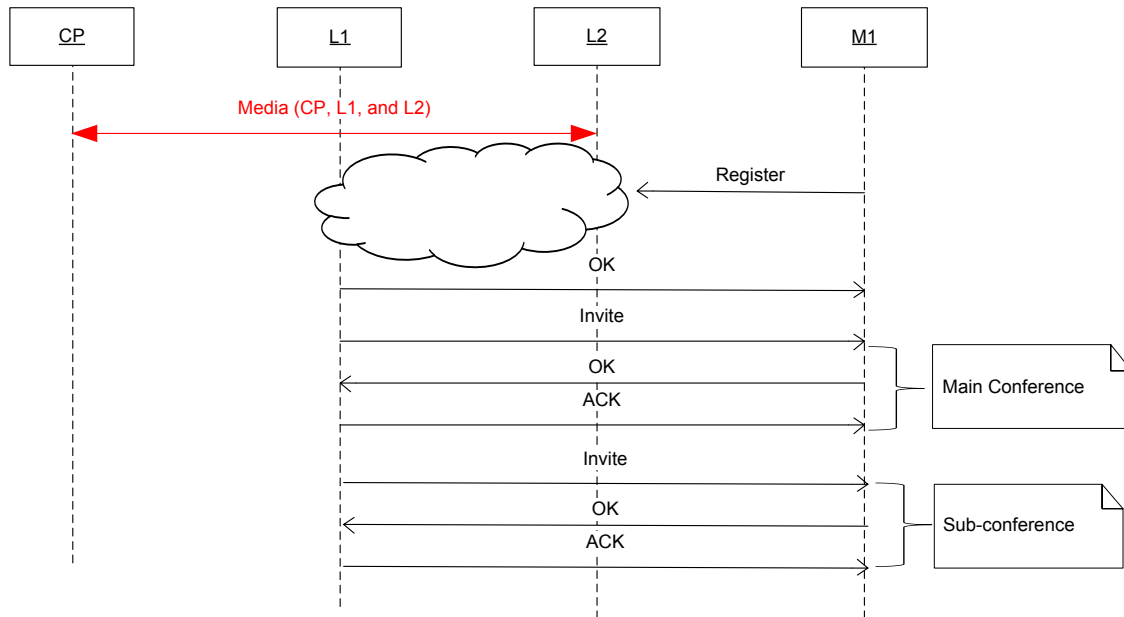 CP
L1
L2
M1
Media (CP, L1, and L2)
Register
OK
Invite
OK
Main Conference
ACK
Invite
OK
Sub-conference
ACK